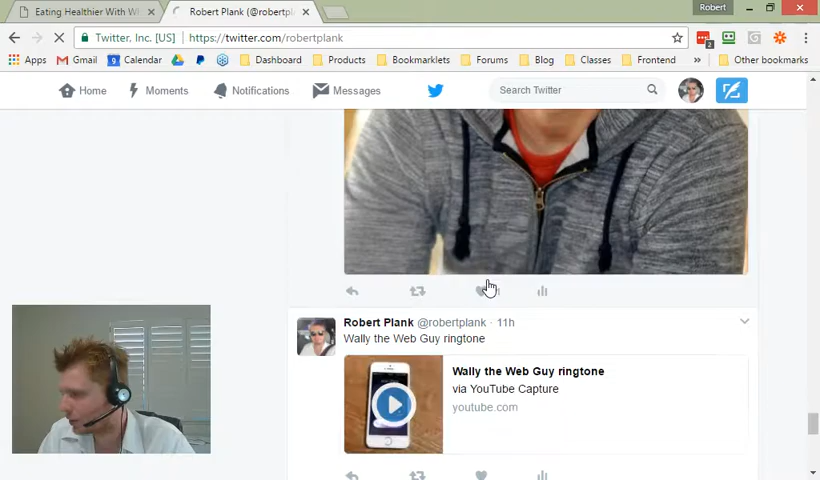 Eating Healthier With W
Robert Plank (@robertpl
Robert
Twitter, Inc. [US]
https://twitter.com/robertplank
2
Apps
Gmail
Calendar
9
Dashboard
Products
Bookmarklets
Forums
Blog
Classes
Frontend
»
Other bookmarks
Home
Moments
Notifications
Messages
Search Twitter
Robert Plank @robertplank · 11h
Wally the Web Guy ringtone
Wally the Web Guy ringtone
via YouTube Capture
youtube.com